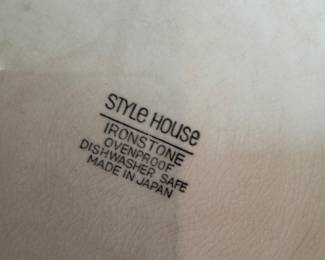 STYLE HOUSE
IRONSTONE
OVENPROOF
DISHWASHER SAFE
MADE IN JAPAN